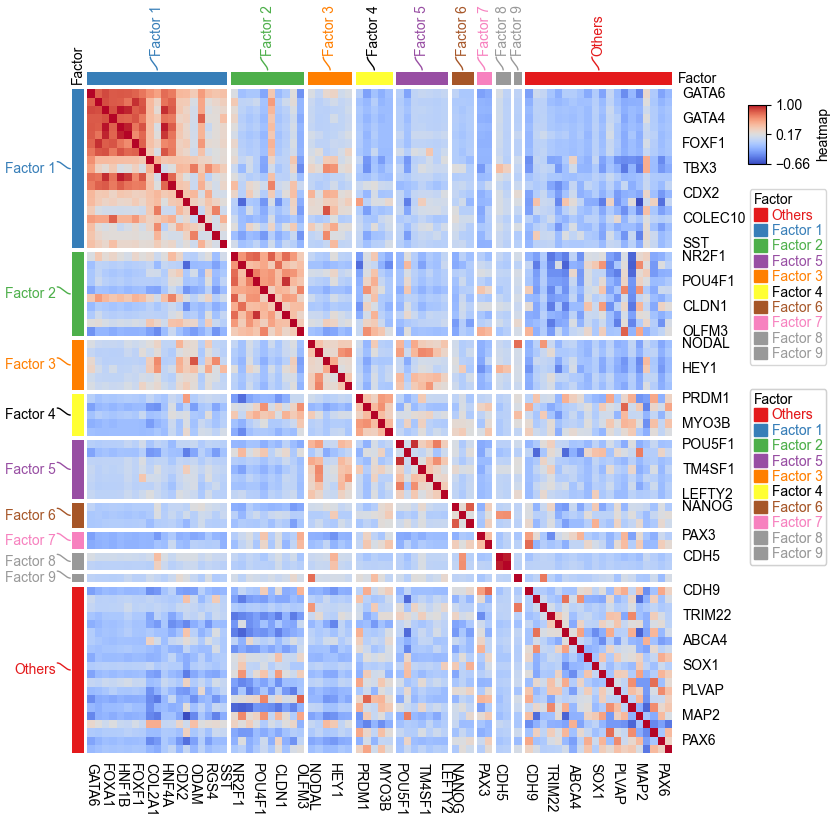 Factor 1
Factor 2
Factor 3
Factor 4
Factor 5
Factor 6
Factor 7
Factor 8
Factor 9
Others
Factor
Factor
GATA6
GATA4
FOXF1
TBX3
CDX2
COLEC10
SST
NR2F1
POU4F1
CLDN1
OLFM3
NODAL
HEY1
PRDM1
MYO3B
POU5F1
TM4SF1
LEFTY2
NANOG
PAX3
CDH5
CDH9
TRIM22
ABCA4
SOX1
PLVAP
MAP2
PAX6
Factor 1
Factor 2
Factor 3
Factor 4
Factor 5
Factor 6
Factor 7
Factor 8
Factor 9
Others
1.00
0.17
−0.66
heatmap
Factor
Others
Factor 1
Factor 2
Factor 5
Factor 3
Factor 4
Factor 6
Factor 7
Factor 8
Factor 9
Factor
Others
Factor 1
Factor 2
Factor 5
Factor 3
Factor 4
Factor 6
Factor 7
Factor 8
Factor 9
GATA6
FOXA1
HNF1B
FOXF1
COL2A1
HNF4A
CDX2
ODAM
RGS4
SST
NR2F1
POU4F1
CLDN1
OLFM3
NODAL
HEY1
PRDM1
MYO3B
POU5F1
TM4SF1
LEFTY2
NANOG
PAX3
CDH5
CDH9
TRIM22
ABCA4
SOX1
PLVAP
MAP2
PAX6